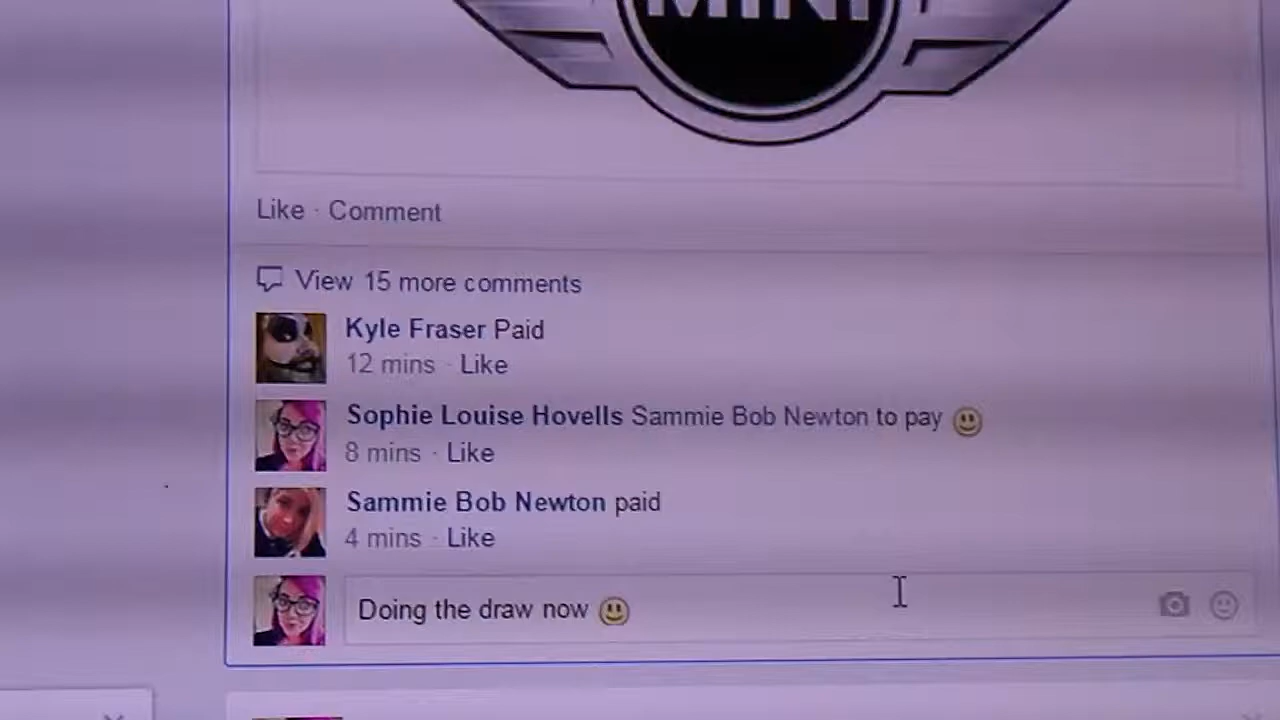 MINI
Like · Comment
View 15 more comments
Kyle Fraser Paid
12 mins · Like
Sophie Louise Hovells Sammie Bob Newton to pay 😃
8 mins · Like
Sammie Bob Newton paid
4 mins · Like
Doing the draw now 😃